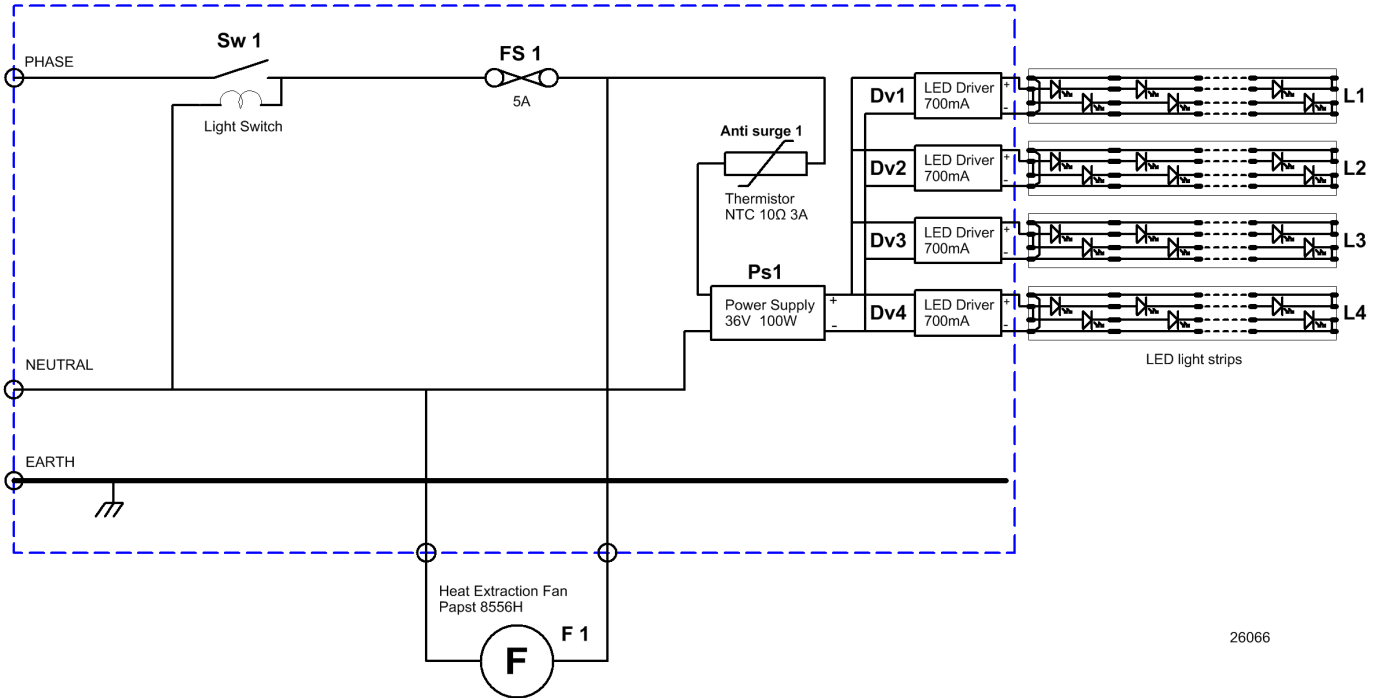 Sw 1
PHASE
Light Switch
FS 1
5A
Anti surge 1
Thermistor
NTC 10Ω 3A
Ps1
Power Supply
36V 100W
+
-
Dv1
LED Driver
700mA
+
-
L1
Dv2
LED Driver
700mA
+
-
L2
Dv3
LED Driver
700mA
+
-
L3
Dv4
LED Driver
700mA
+
-
L4
LED light strips
NEUTRAL
EARTH
Heat Extraction Fan
Papst 8556H
F 1
F
26066